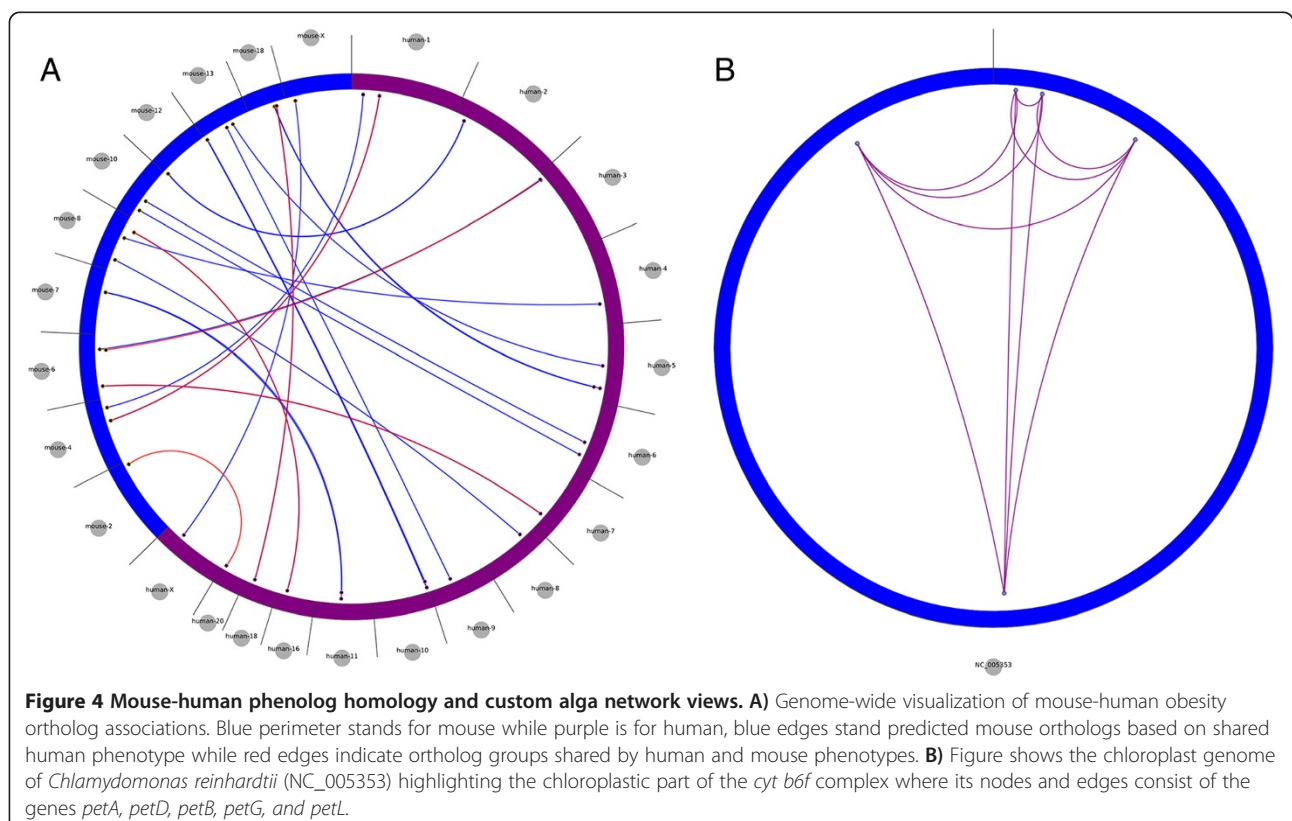 A
B
mouse-X
human-1
mouse-18
mouse-13
human-2
mouse-12
mouse-10
human-3
mouse-8
human-4
mouse-7
mouse-6
human-5
mouse-4
human-6
mouse-2
human-7
human-X
human-8
human-20
human-9
human-18
human-16
human-11
human-10
NC_005353
Figure 4 Mouse-human phenolog homology and custom alga network views. A) Genome-wide visualization of mouse-human obesity
ortholog associations. Blue perimeter stands for mouse while purple is for human, blue edges stand predicted mouse orthologs based on shared
human phenotype while red edges indicate ortholog groups shared by human and mouse phenotypes. B) Figure shows the chloroplast genome
of Chlamydomonas reinhardtii (NC_005353) highlighting the chloroplastic part of the cyt b6f complex where its nodes and edges consist of the
genes petA, petD, petB, petG, and petL.